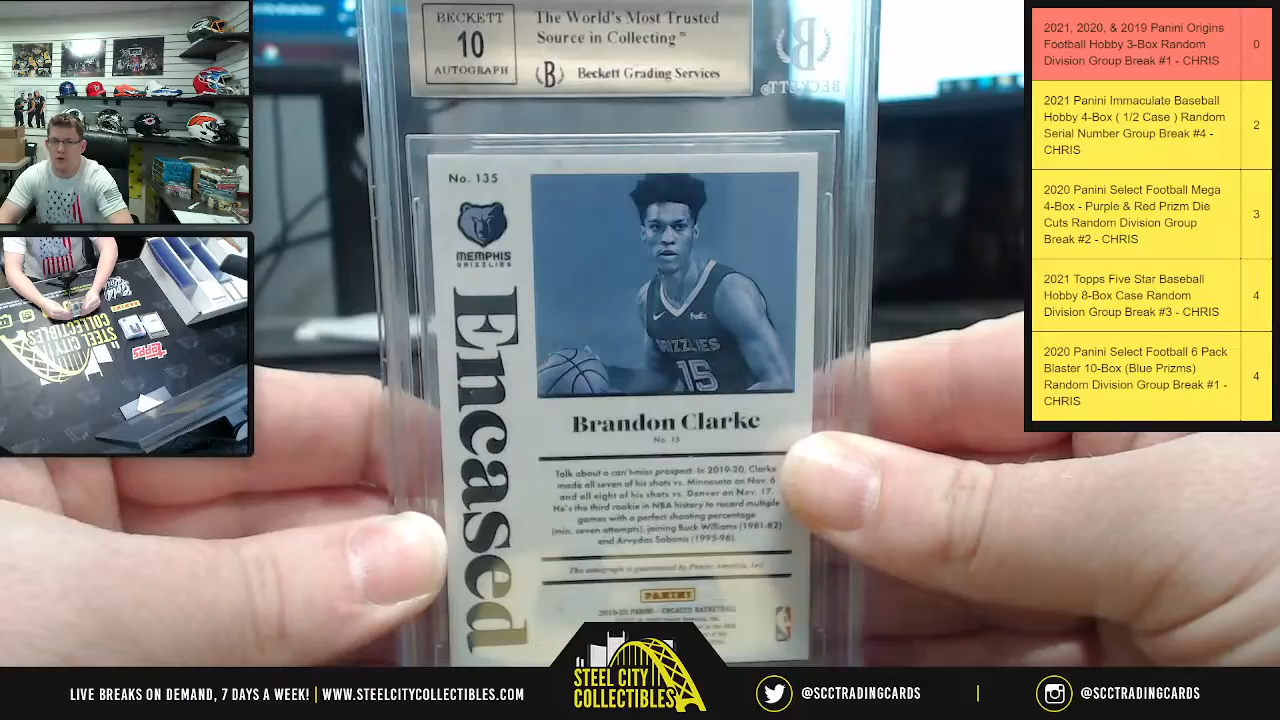 BECKETT
10
AUTOGRAPH
The World's Most Trusted
Source in Collecting™
Beckett Grading Services
BECKETT®
No. 135
MEMPHIS
GRIZZLIES
Encased
GRIZZLIES
15
FedEx
Brandon Clarke
No. 15
Talk about a can't-miss prospect. In 2019-20, Clarke
made all seven of his shots vs. Minnesota on Nov. 6
and all eight of his shots vs. Denver on Nov. 17.
He's the third rookie in NBA history to record multiple
games with a perfect shooting percentage
(min. seven attempts), joining Buck Williams (1981-82)
and Arvydas Sabonis (1995-96).
The autograph is guaranteed by Panini America, Inc.
PANINI
2019-20 PANINI - ENCASED BASKETBALL
2021, 2020, & 2019 Panini Origins
Football Hobby 3-Box Random
Division Group Break #1 - CHRIS
0
2021 Panini Immaculate Baseball
Hobby 4-Box ( 1/2 Case ) Random
Serial Number Group Break #4 -
CHRIS
2
2020 Panini Select Football Mega
4-Box - Purple & Red Prizm Die
Cuts Random Division Group
Break #2 - CHRIS
3
2021 Topps Five Star Baseball
Hobby 8-Box Case Random
Division Group Break #3 - CHRIS
4
2020 Panini Select Football 6 Pack
Blaster 10-Box (Blue Prizms)
Random Division Group Break #1 -
CHRIS
4
STEEL CITY
COLLECTIBLES
Topps
LIVE BREAKS ON DEMAND, 7 DAYS A WEEK! | WWW.STEELCITYCOLLECTIBLES.COM
STEEL CITY
COLLECTIBLES
@SCCTRADINGCARDS
@SCCTRADINGCARDS